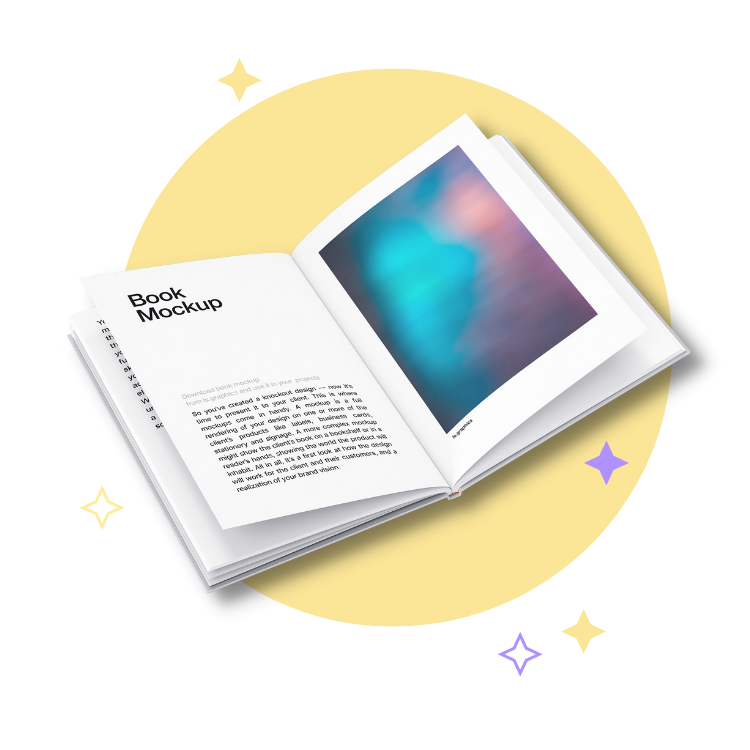 Book
Mockup
Download book mockup
from ls.graphics and use it in your projects
So you've created a knockout design — now it's
time to present it to your client. This is where
mockups come in handy. A mockup is a full
rendering of your design on one or more of the
client's products like labels, business cards,
stationery and signage. A more complex mockup
might show the client's book on a bookshelf or in a
reader's hands, showing the world the product will
inhabit. All in all, it's a first look at how the design
will work for the client and their customers, and a
realization of your brand vision.
ls.graphics